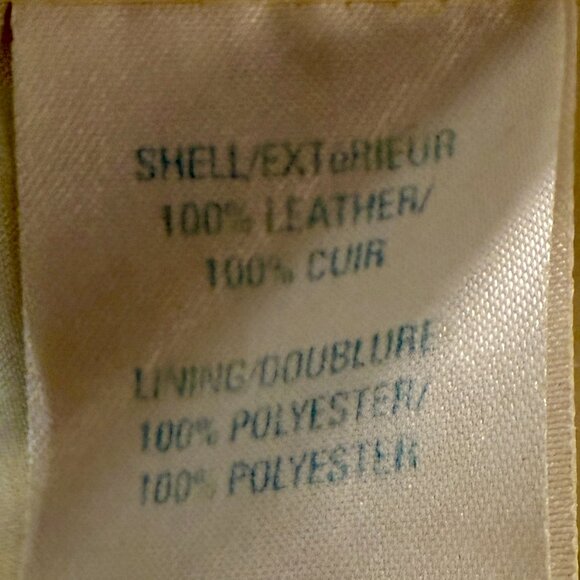 SHELL/EXTéRIEUR
100% LEATHER/
100% CUIR
LINING/DOUBLURE
100% POLYESTER/
100% POLYESTER